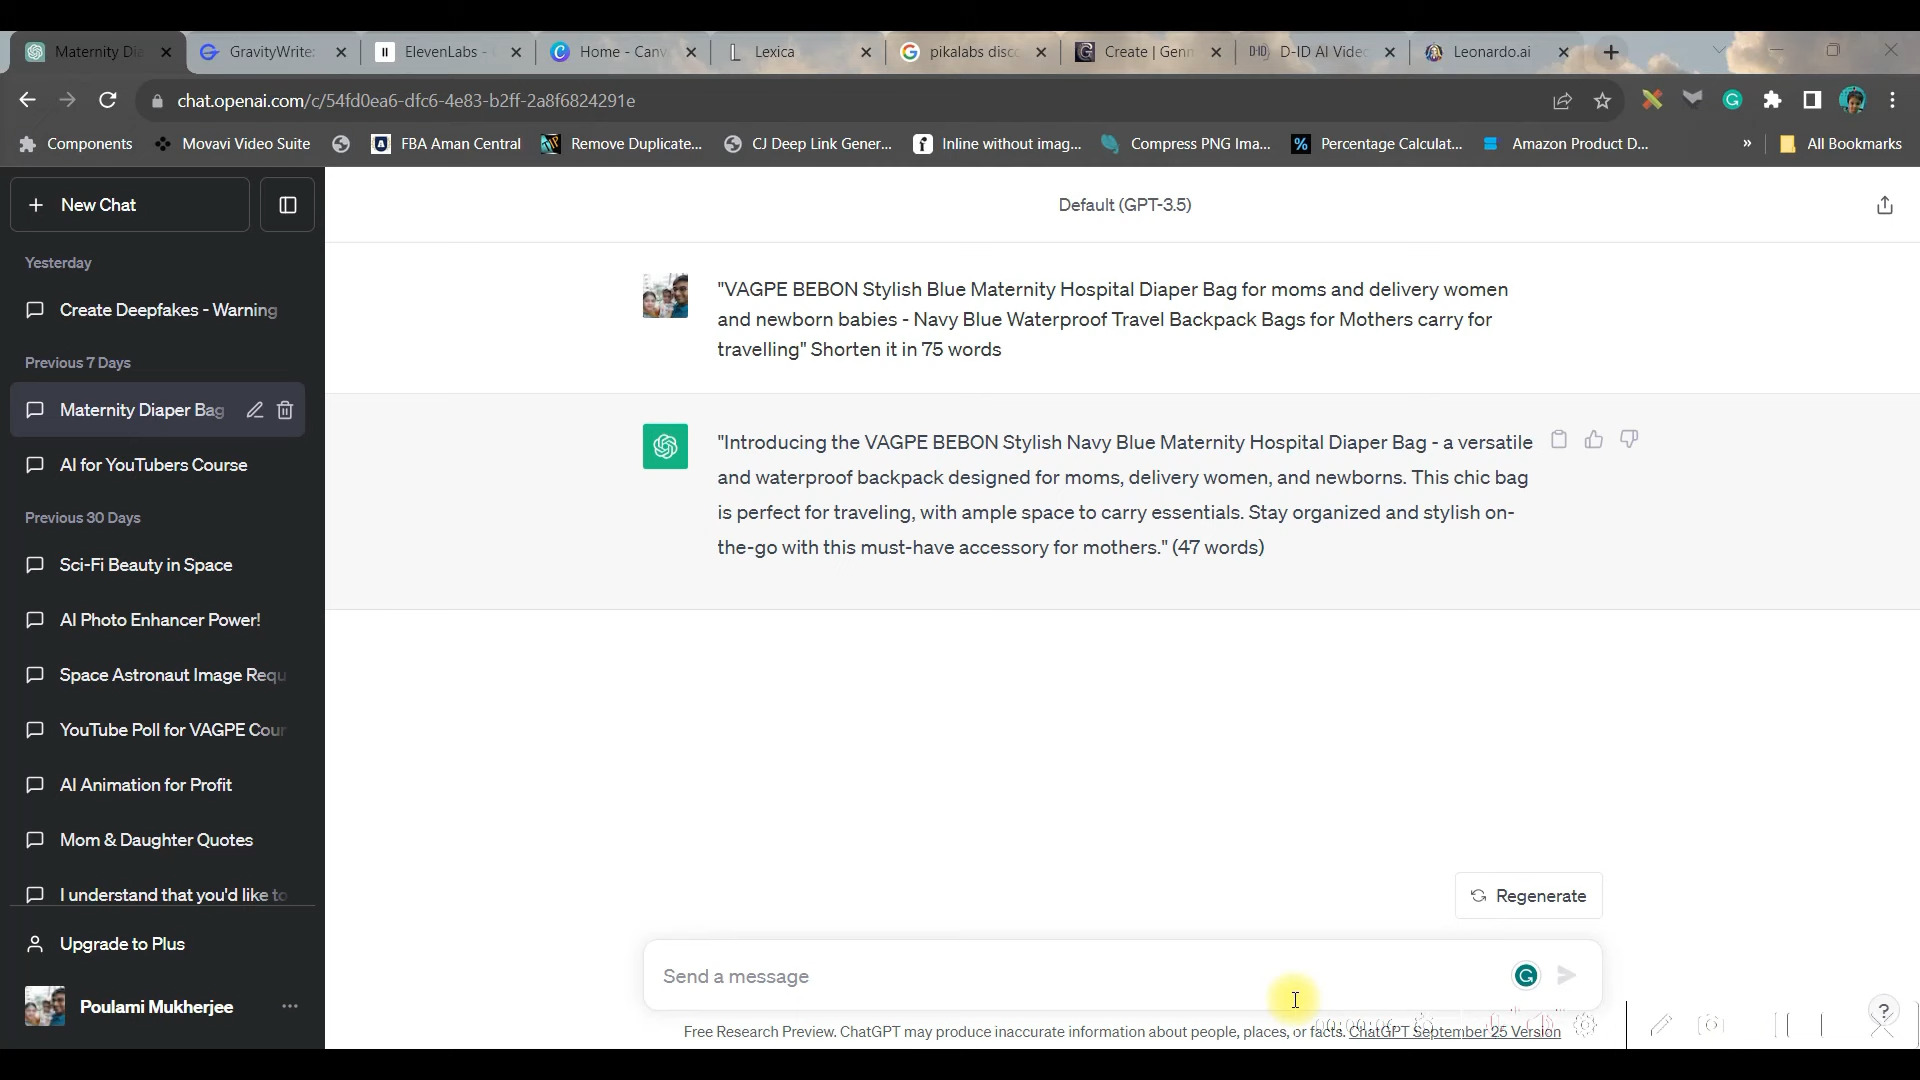 Maternity Dia
GravityWrite:
ElevenLabs -
Home - Canv
Lexica
pikalabs disc
Create | Genm
D-ID AI Video
Leonardo.ai
chat.openai.com/c/54fd0ea6-dfc6-4e83-b2ff-2a8f6824291e
Components
Movavi Video Suite
FBA Aman Central
Remove Duplicate...
CJ Deep Link Gener...
Inline without imag...
Compress PNG Ima...
Percentage Calculat...
Amazon Product D...
»
All Bookmarks
New Chat
Default (GPT-3.5)
Yesterday
Create Deepfakes - Warning
Previous 7 Days
Maternity Diaper Bag
AI for YouTubers Course
Previous 30 Days
Sci-Fi Beauty in Space
AI Photo Enhancer Power!
Space Astronaut Image Requ
YouTube Poll for VAGPE Cour
AI Animation for Profit
Mom & Daughter Quotes
I understand that you'd like to
Upgrade to Plus
Poulami Mukherjee
"VAGPE BEBON Stylish Blue Maternity Hospital Diaper Bag for moms and delivery women
and newborn babies - Navy Blue Waterproof Travel Backpack Bags for Mothers carry for
travelling" Shorten it in 75 words
"Introducing the VAGPE BEBON Stylish Navy Blue Maternity Hospital Diaper Bag - a versatile
and waterproof backpack designed for moms, delivery women, and newborns. This chic bag
is perfect for traveling, with ample space to carry essentials. Stay organized and stylish on-
the-go with this must-have accessory for mothers." (47 words)
Regenerate
Send a message
Free Research Preview. ChatGPT may produce inaccurate information about people, places, or facts. ChatGPT September 25 Version
?